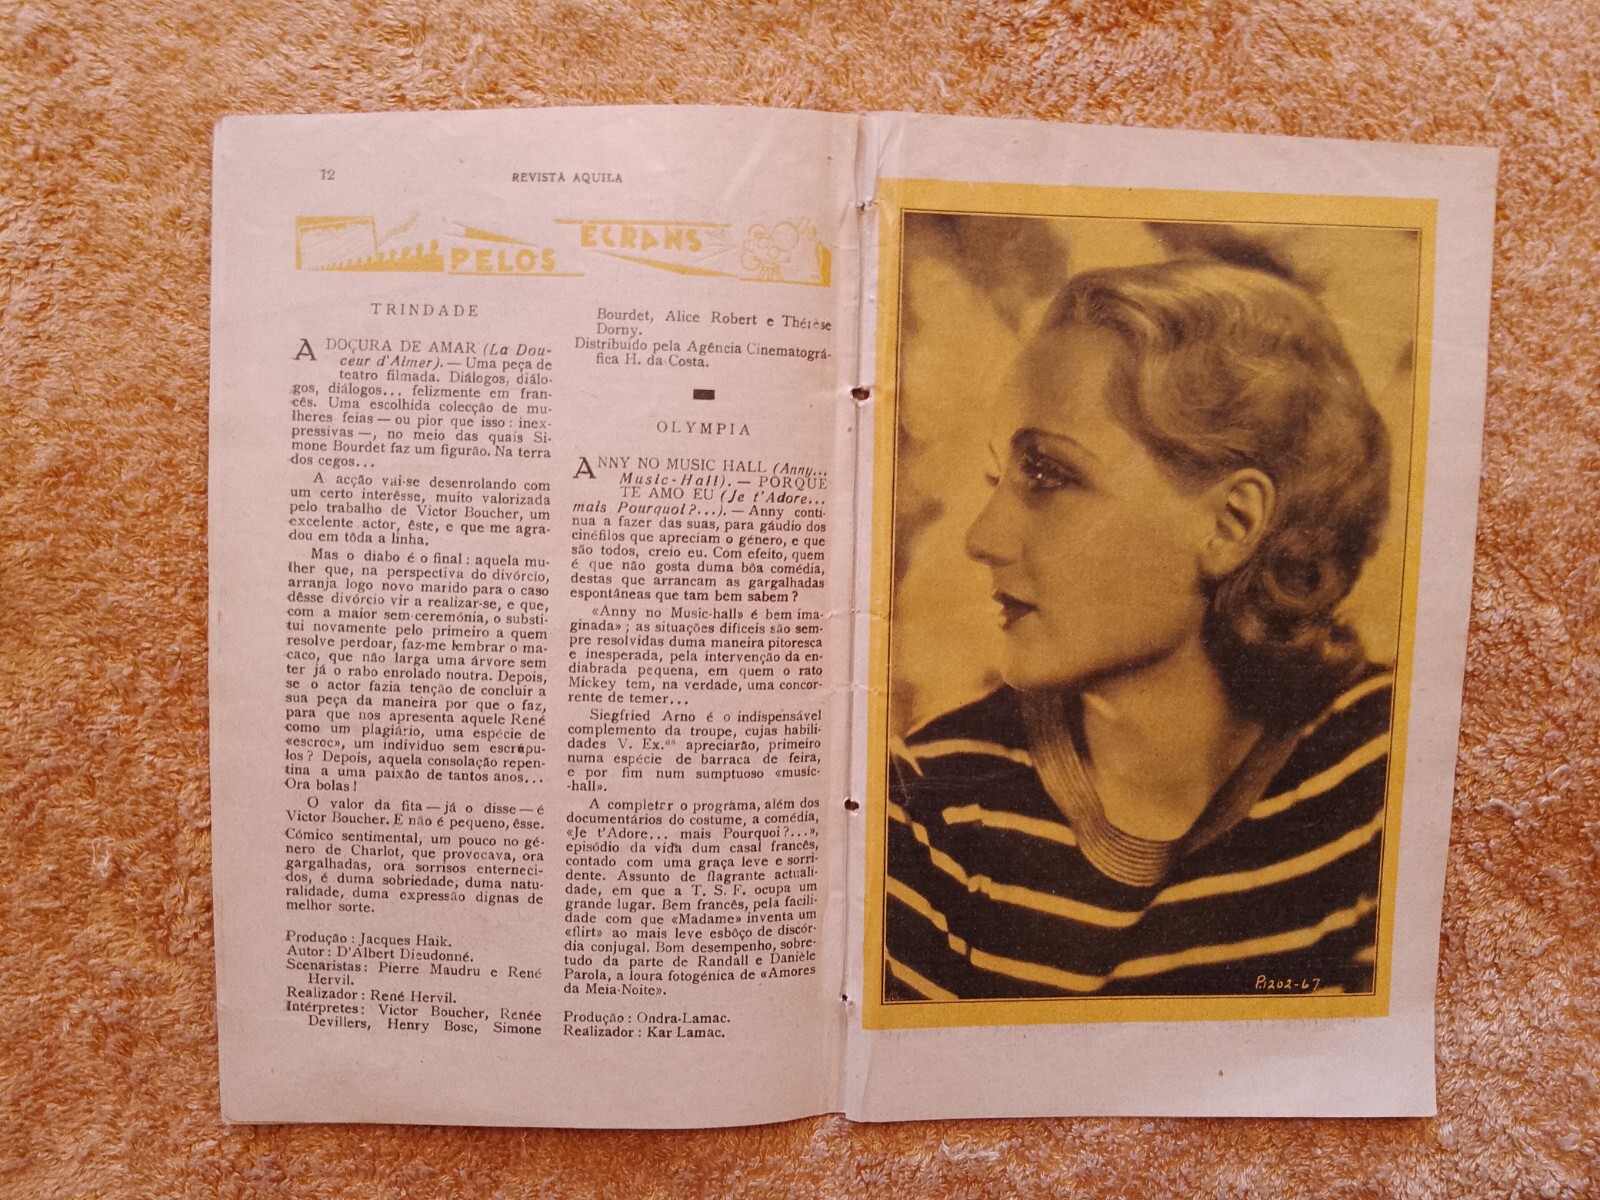 12
REVISTA AQUILA
PELOS ECRANS
TRINDADE
A DOÇURA DE AMAR (La Dou-
ceur d'Aimer). — Uma peça de
teatro filmada. Diálogos, diálo-
gos, diálogos... felizmente em fran-
cês. Uma escolhida colecção de mu-
lheres feias — ou pior que isso : inex-
pressivas —, no meio das quais Si-
mone Bourdet faz um figurão. Na terra
dos cegos...
A acção vai-se desenrolando com
um certo interêsse, muito valorizada
pelo trabalho de Victor Boucher, um
excelente actor, êste, e que me agra-
dou em tôda a linha.
Mas o diabo é o final : aquela mu-
lher que, na perspectiva do divórcio,
arranja logo novo marido para o caso
dêsse divórcio vir a realizar-se, e que,
com a maior sem-ceremónia, o substi-
tui novamente pelo primeiro a quem
resolve perdoar, faz-me lembrar o ma-
caco, que não larga uma árvore sem
ter já o rabo enrolado noutra. Depois,
se o actor fazia tenção de concluir a
sua peça da maneira por que o faz,
para que nos apresenta aquele René
como um plagiário, uma espécie de
«escroc», um indivíduo sem escrúpu-
los ? Depois, aquela consolação repen-
tina a uma paixão de tantos anos...
Ora bolas !
O valor da fita — já o disse — é
Victor Boucher. E não é pequeno, êsse.
Cómico sentimental, um pouco no gé-
nero de Charlot, que provocava, ora
gargalhadas, ora sorrisos enterneci-
dos, é duma sobriedade, duma natu-
ralidade, duma expressão dignas de
melhor sorte.
Produção : Jacques Haik.
Autor : D'Albert Dieudonné.
Scenaristas : Pierre Maudru e René
Hervil.
Realizador : René Hervil.
Intérpretes : Victor Boucher, Renée
Devillers, Henry Bosc, Simone
Bourdet, Alice Robert e Thérèse
Dorny.
Distribuído pela Agência Cinematográ-
fica H. da Costa.
OLYMPIA
ANNY NO MUSIC HALL (Anny...
Music-Hall). — PORQUE
TE AMO EU (Je t'Adore...
mais Pourquoi?...). — Anny conti-
nua a fazer das suas, para gáudio dos
cinéfilos que apreciam o género, e que
são todos, creio eu. Com efeito, quem
é que não gosta duma bôa comédia,
destas que arrancam as gargalhadas
espontâneas que tam bem sabem ?
«Anny no Music-hall» é bem ima-
ginada» ; as situações difíceis são sem-
pre resolvidas duma maneira pitoresca
e inesperada, pela intervenção da en-
diabrada pequena, em quem o rato
Mickey tem, na verdade, uma concor-
rente de temer...
Siegfried Arno é o indispensável
complemento da troupe, cujas habili-
dades V. Ex.ᵃˢ apreciarão, primeiro
numa espécie de barraca de feira,
e por fim num sumptuoso «music-
-hall».
A completar o programa, além dos
documentários do costume, a comédia,
«Je t'Adore... mais Pourquoi ?...»,
episódio da vida dum casal francês,
contado com uma graça leve e sorri-
dente. Assunto de flagrante actuali-
dade, em que a T. S. F. ocupa um
grande lugar. Bem francês, pela facili-
dade com que «Madame» inventa um
«flirt» ao mais leve esbôço de discór-
dia conjugal. Bom desempenho, sobre-
tudo da parte de Randall e Danièle
Parola, a loura fotogénica de «Amores
da Meia-Noite».
Produção : Ondra-Lamac.
Realizador : Kar Lamac.
P.1202-67